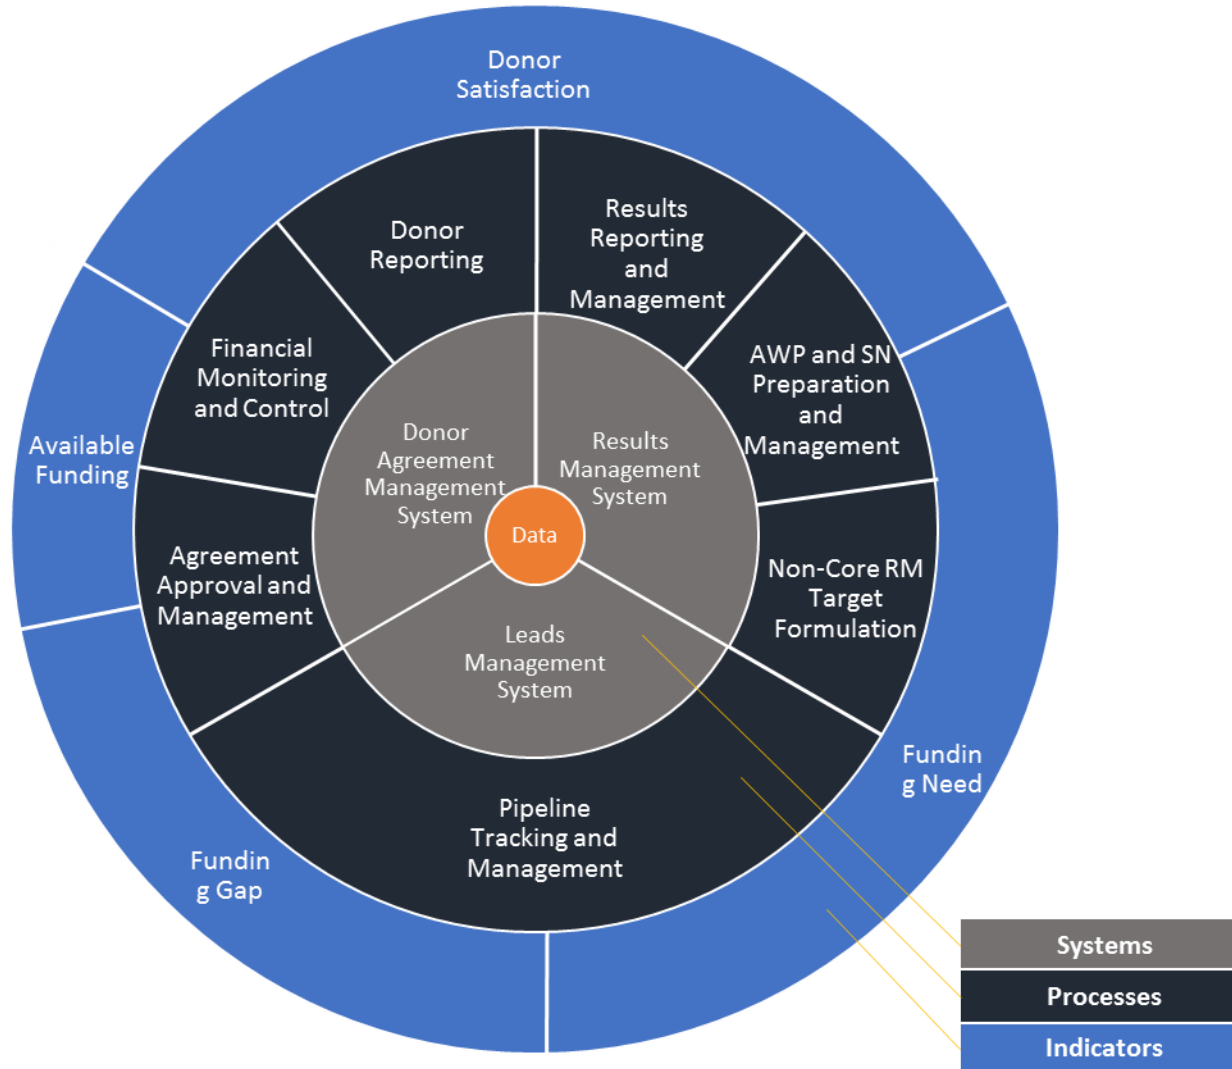 Donor
Satisfaction
Donor
Reporting
Results
Reporting
and
Management
Financial
Monitoring
and Control
AWP and SN
Preparation
and
Management
Available
Funding
Donor
Agreement
Management
System
Results
Management
System
Data
Agreement
Approval and
Management
Non-Core RM
Target
Formulation
Leads
Management
System
Fundin
g Need
Pipeline
Tracking and
Management
Fundin
g Gap
Systems
Processes
Indicators